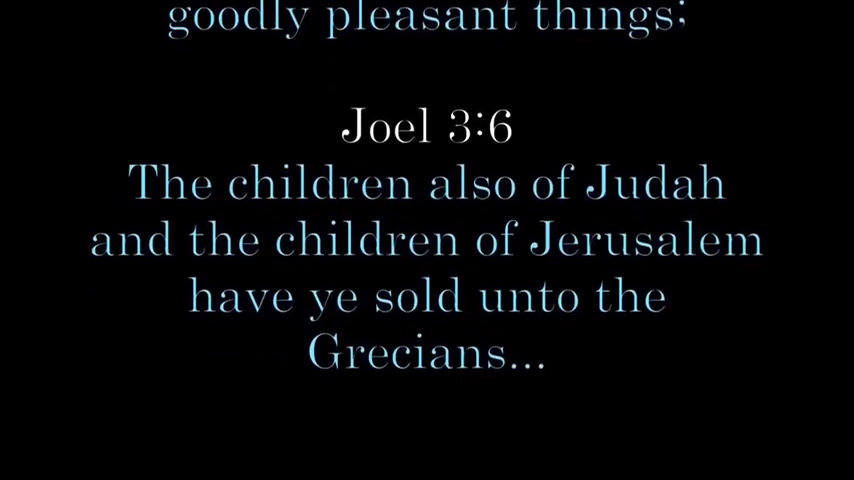 goodly pleasant things;
Joel 3:6
The children also of Judah
and the children of Jerusalem
have ye sold unto the
Grecians...